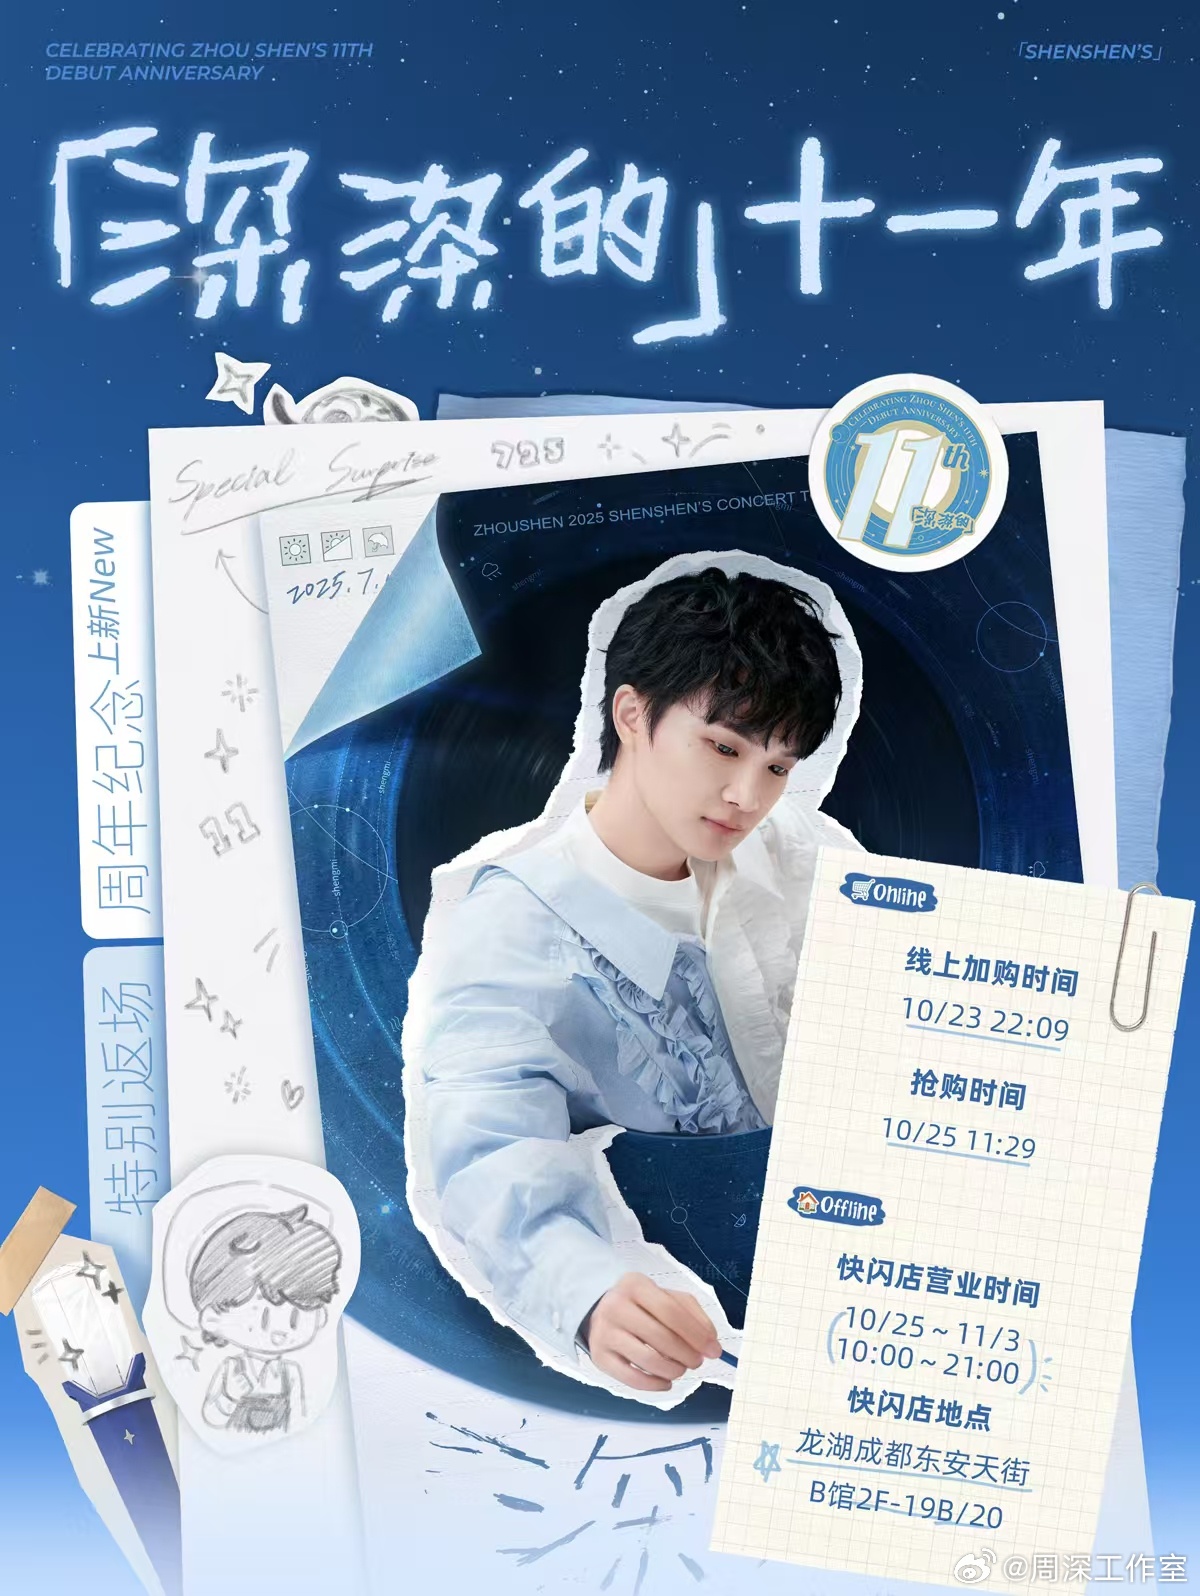 CELEBRATING ZHOU SHEN'S 11TH
DEBUT ANNIVERSARY
「SHENSHEN'S」
「深深的」十一年
Special Surprise
725
CELEBRATING ZHOU SHEN'S 11TH
DEBUT ANNIVERSARY
11th
「深深的」
ZHOUSHEN 2025 SHENSHEN'S CONCERT T
2025.7.
shengmi
shengmi
shengmi
shengmi
周年纪念上新New
特别返场
11
Online
线上加购时间
10/23 22:09
抢购时间
10/25 11:29
Offline
快闪店营业时间
10/25~11/3
10:00~21:00
快闪店地点
龙湖成都东安天街
B馆2F-19B/20
深
@周深工作室